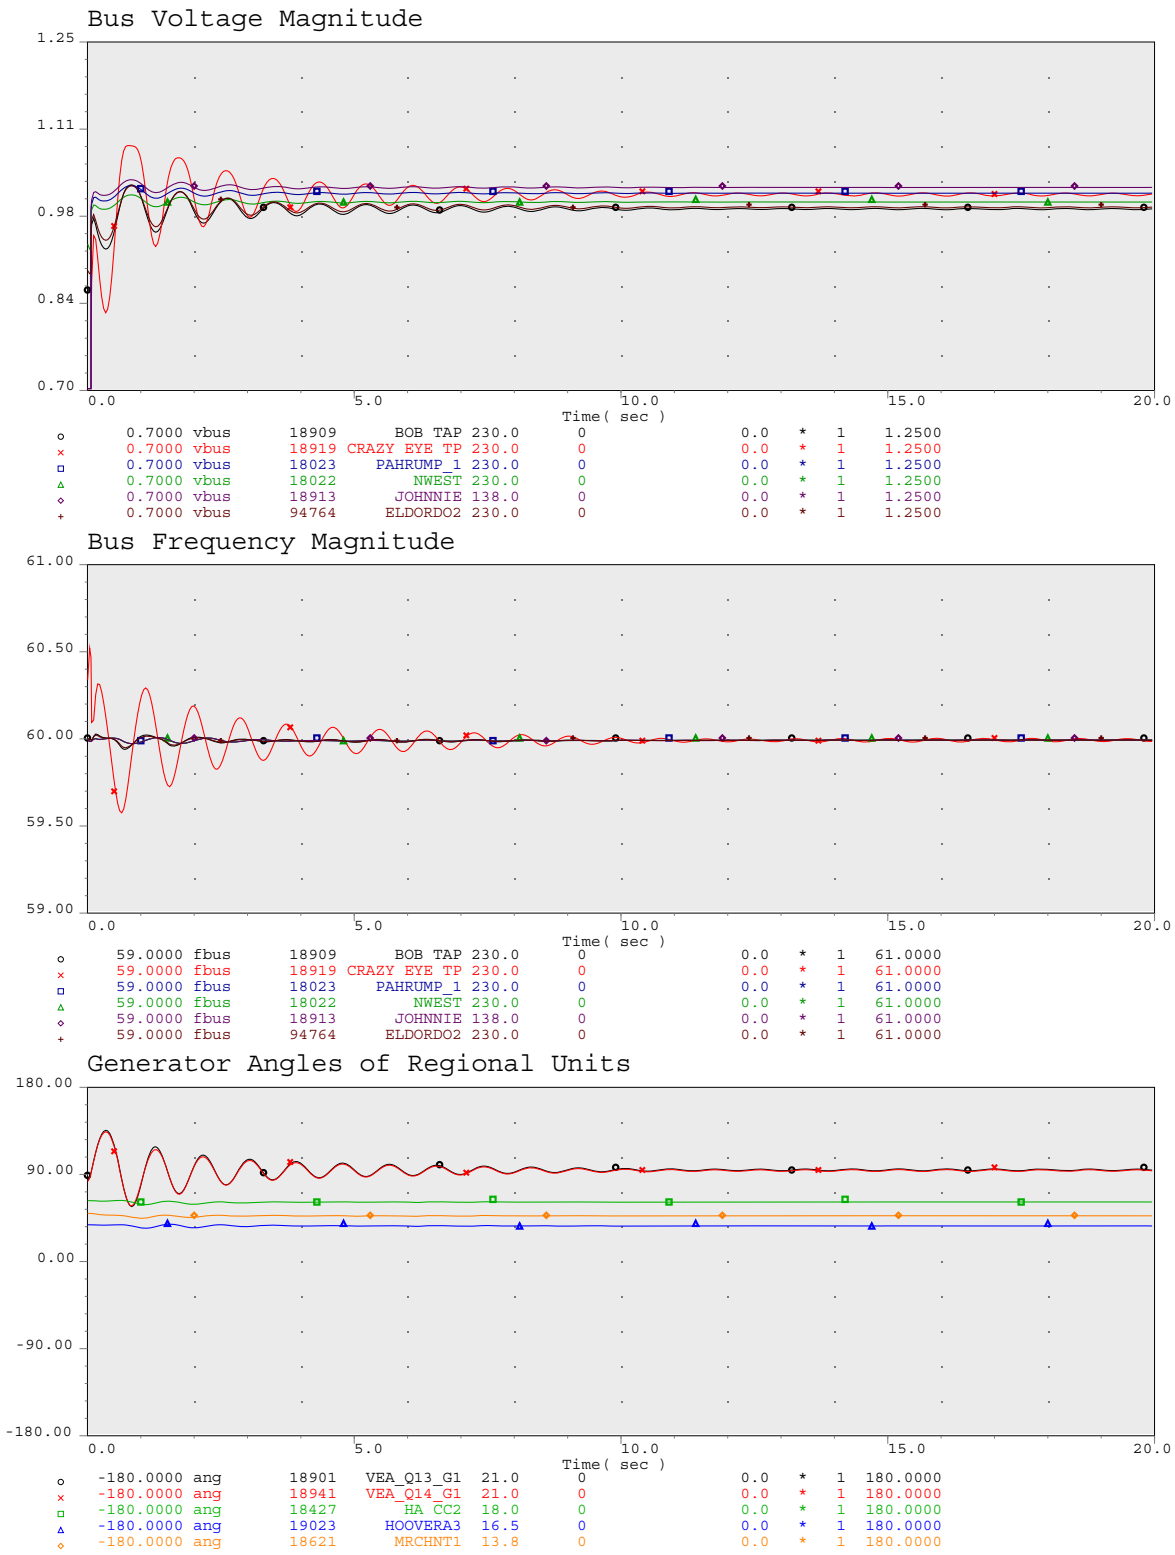 Bus Voltage Magnitude
1.25
1.11
0.98
0.84
0.70
0.0 5.0 10.0 15.0 20.0
Time( sec )
0.7000 vbus 18909 BOB TAP 230.0 0 0.0 * 1 1.2500
0.7000 vbus 18919 CRAZY EYE TP 230.0 0 0.0 * 1 1.2500
0.7000 vbus 18023 PAHRUMP_1 230.0 0 0.0 * 1 1.2500
0.7000 vbus 18022 NWEST 230.0 0 0.0 * 1 1.2500
0.7000 vbus 18913 JOHNNIE 138.0 0 0.0 * 1 1.2500
0.7000 vbus 94764 ELDORDO2 230.0 0 0.0 * 1 1.2500
Bus Frequency Magnitude
61.00
60.50
60.00
59.50
59.00
0.0 5.0 10.0 15.0 20.0
Time( sec )
59.0000 fbus 18909 BOB TAP 230.0 0 0.0 * 1 61.0000
59.0000 fbus 18919 CRAZY EYE TP 230.0 0 0.0 * 1 61.0000
59.0000 fbus 18023 PAHRUMP_1 230.0 0 0.0 * 1 61.0000
59.0000 fbus 18022 NWEST 230.0 0 0.0 * 1 61.0000
59.0000 fbus 18913 JOHNNIE 138.0 0 0.0 * 1 61.0000
59.0000 fbus 94764 ELDORDO2 230.0 0 0.0 * 1 61.0000
Generator Angles of Regional Units
180.00
90.00
0.00
-90.00
-180.00
0.0 5.0 10.0 15.0 20.0
Time( sec )
-180.0000 ang 18901 VEA_Q13_G1 21.0 0 0.0 * 1 180.0000
-180.0000 ang 18941 VEA_Q14_G1 21.0 0 0.0 * 1 180.0000
-180.0000 ang 18427 HA CC2 18.0 0 0.0 * 1 180.0000
-180.0000 ang 19023 HOOVERA3 16.5 0 0.0 * 1 180.0000
-180.0000 ang 18621 MRCHNT1 13.8 0 0.0 * 1 180.0000